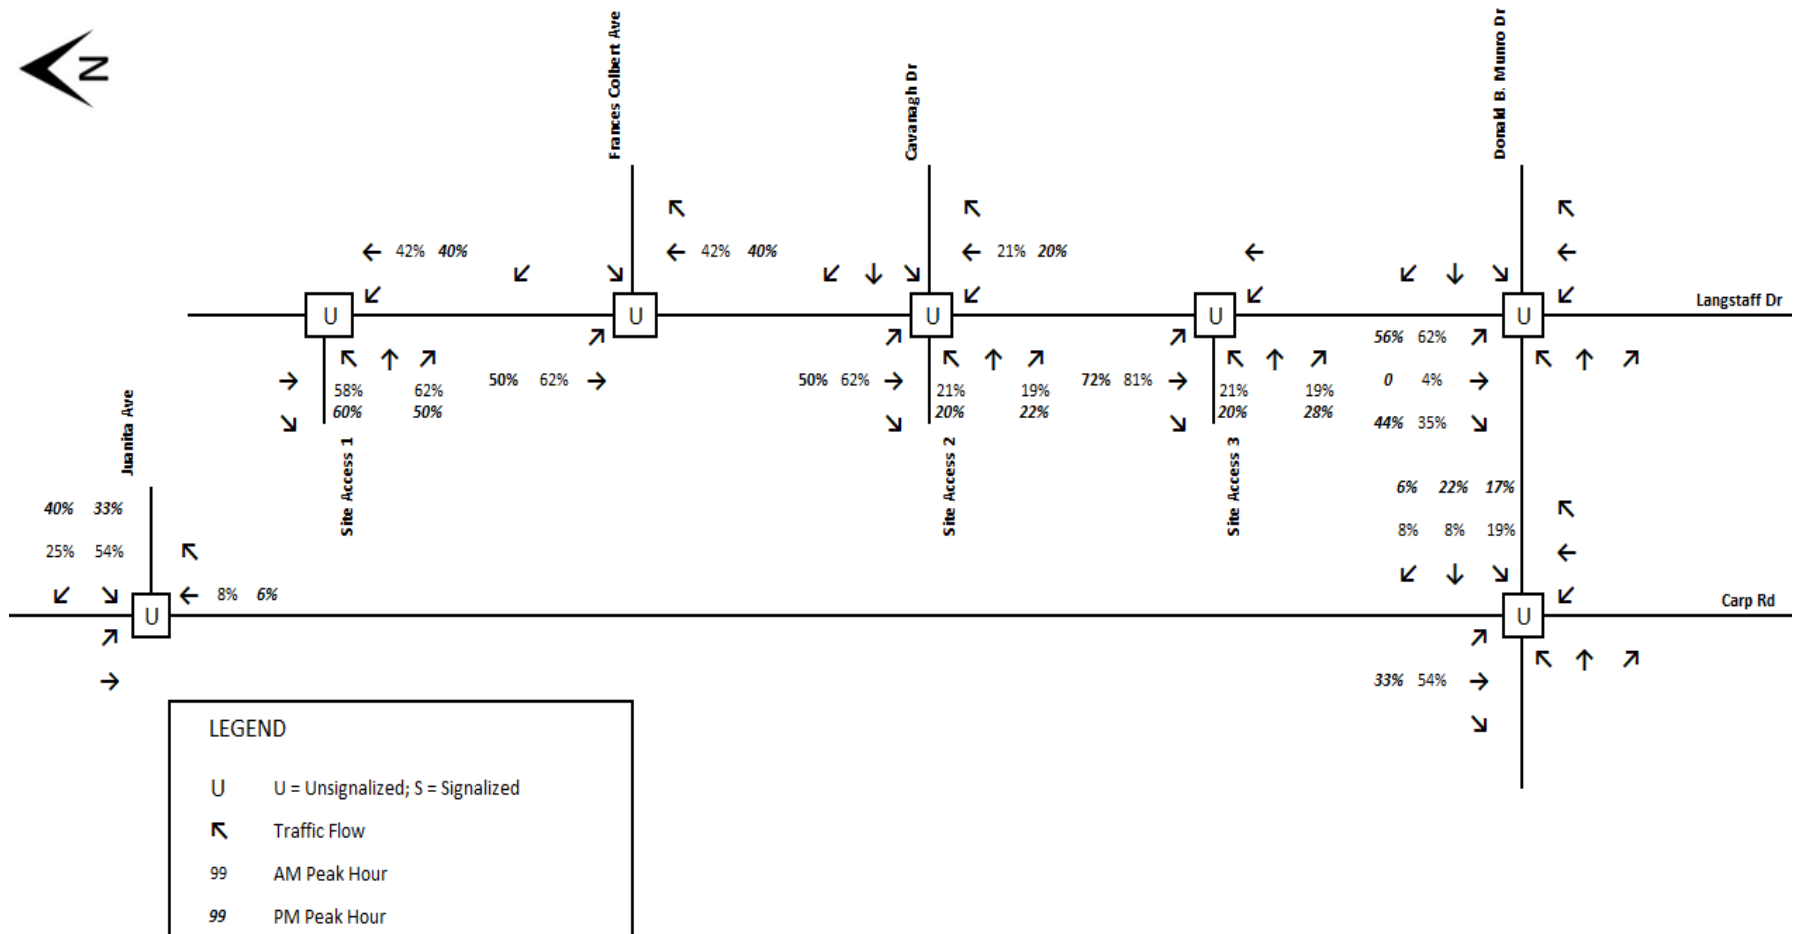 N
Frances Colbert Ave
Cavanagh Dr
Donald B. Munro Dr
42% 40%
42% 40%
21% 20%
Langstaff Dr
U
U
U
U
U
56% 62%
50% 62%
50% 62%
72% 81%
0 4%
58% 62%
60% 50%
21% 19%
20% 22%
21% 19%
20% 28%
44% 35%
Juanita Ave
Site Access 1
Site Access 2
Site Access 3
6% 22% 17%
8% 8% 19%
40% 33%
25% 54%
8% 6%
Carp Rd
U
U
33% 54%
LEGEND
U U = Unsignalized; S = Signalized
Traffic Flow
99 AM Peak Hour
99 PM Peak Hour